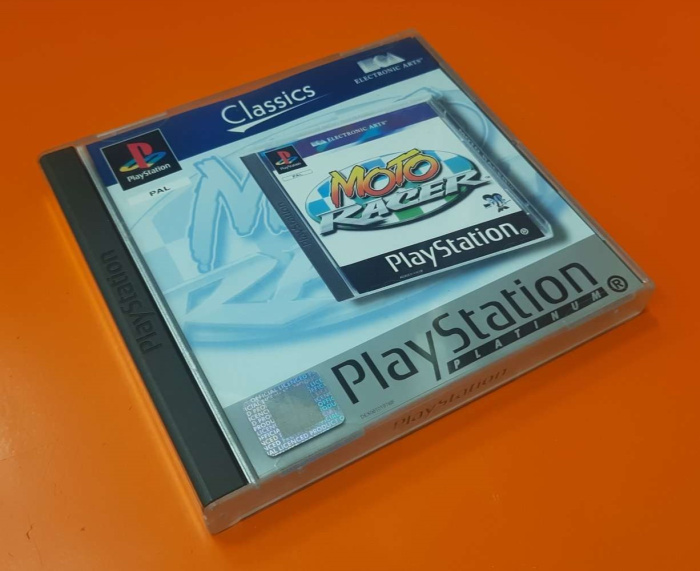 Classics
ELECTRONIC ARTS®
PlayStation
PAL
ELECTRONIC ARTS®
PlayStation
PAL
MOTO
RACER
PlayStation®
PlayStation
PlayStation®
PLATINUM
PlayStation